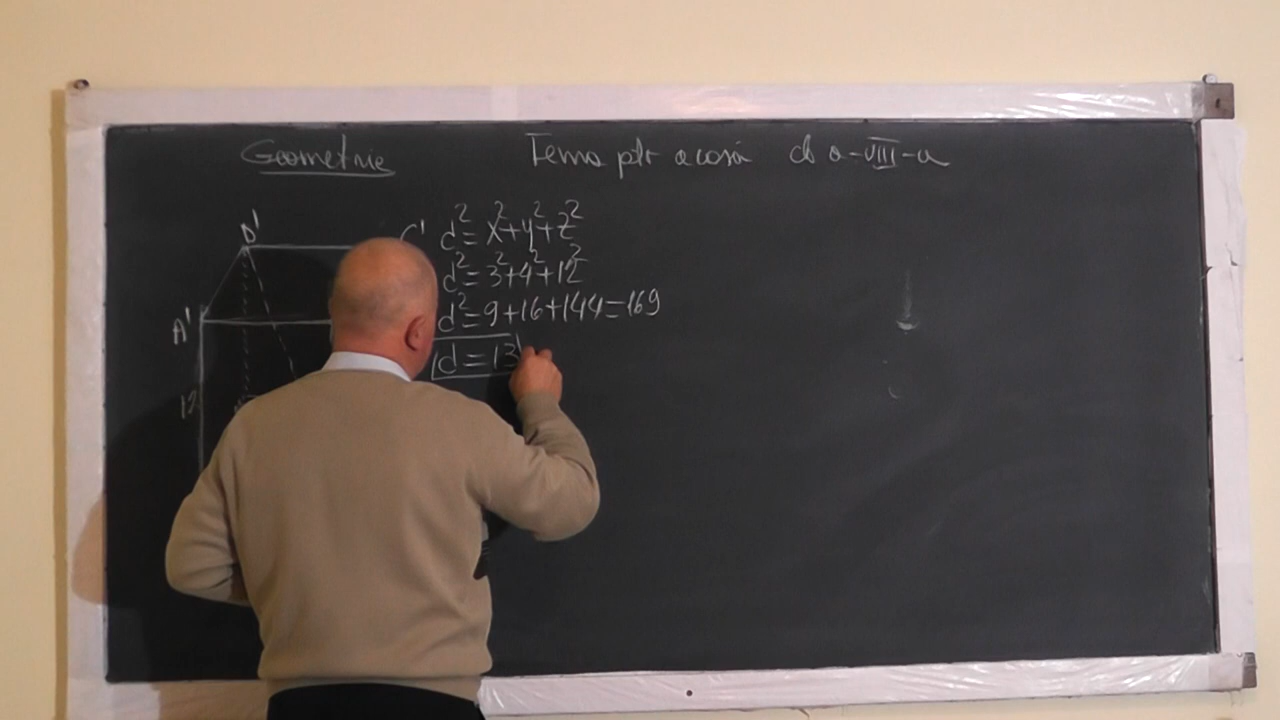 Geometrie
Tema ptr acasă cls a-VIII-a
D'
C'
A'
12
d²=x²+y²+z²
d²=3²+4²+12²
d²=9+16+144=169
d=13